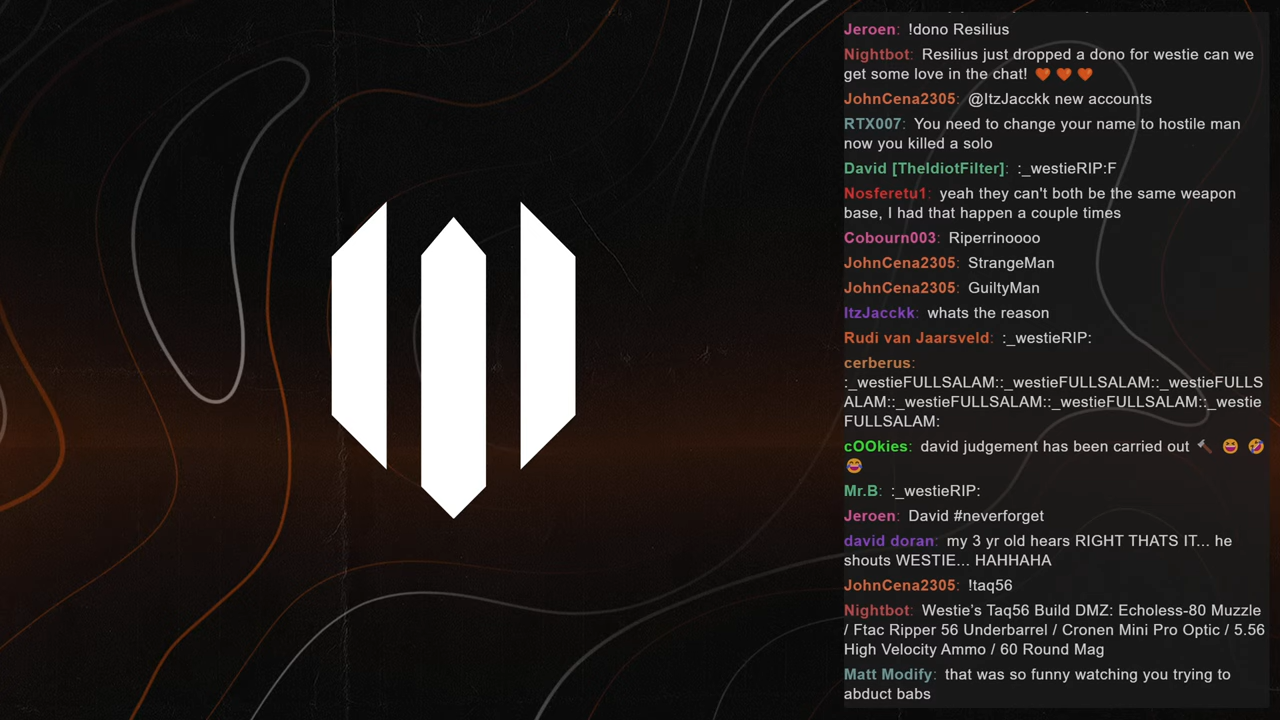 Jeroen: !dono Resilius
Nightbot: Resilius just dropped a dono for westie can we
get some love in the chat! 🧡 🧡 🧡
JohnCena2305: @ItzJacckk new accounts
RTX007: You need to change your name to hostile man
now you killed a solo
David [TheIdiotFilter]: :_westieRIP:F
Nosferetu1: yeah they can't both be the same weapon
base, I had that happen a couple times
Cobourn003: Riperrinoooo
JohnCena2305: StrangeMan
JohnCena2305: GuiltyMan
ItzJacckk: whats the reason
Rudi van Jaarsveld: :_westieRIP:
cerberus:
:_westieFULLSALAM::_westieFULLSALAM::_westieFULLS
ALAM::_westieFULLSALAM::_westieFULLSALAM::_westie
FULLSALAM:
cOOkies: david judgement has been carried out 🔨 😆 🤣
😂
Mr.B: :_westieRIP:
Jeroen: David #neverforget
david doran: my 3 yr old hears RIGHT THATS IT... he
shouts WESTIE... HAHHAHA
JohnCena2305: !taq56
Nightbot: Westie's Taq56 Build DMZ: Echoless-80 Muzzle
/ Ftac Ripper 56 Underbarrel / Cronen Mini Pro Optic / 5.56
High Velocity Ammo / 60 Round Mag
Matt Modify: that was so funny watching you trying to
abduct babs